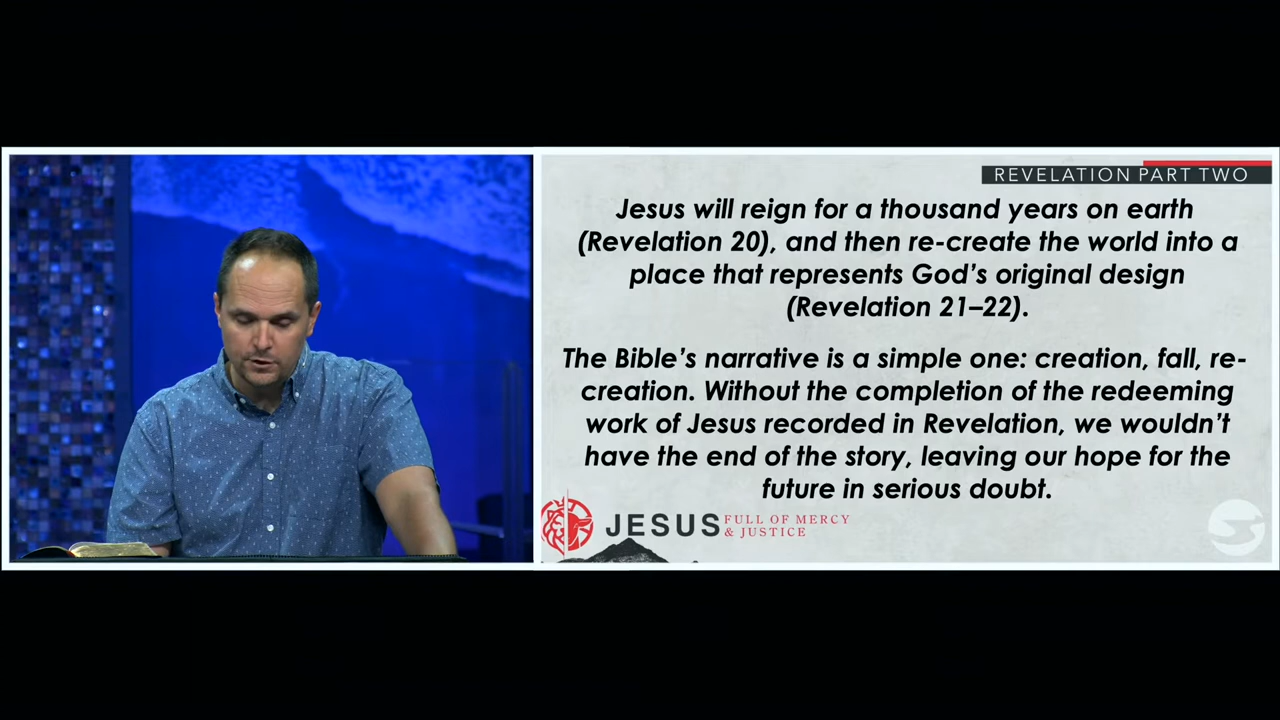 REVELATION PART TWO
Jesus will reign for a thousand years on earth
(Revelation 20), and then re-create the world into a
place that represents God’s original design
(Revelation 21–22).
The Bible’s narrative is a simple one: creation, fall, re-
creation. Without the completion of the redeeming
work of Jesus recorded in Revelation, we wouldn’t
have the end of the story, leaving our hope for the
future in serious doubt.
JESUS FULL OF MERCY
& JUSTICE